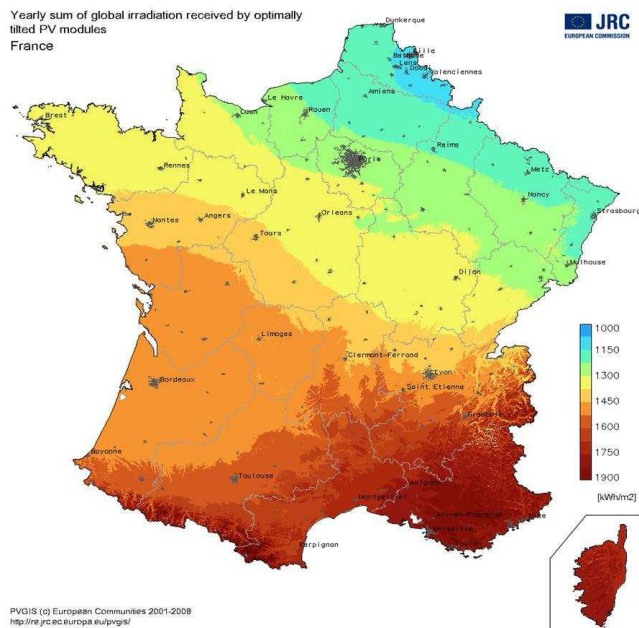 Yearly sum of global irradiation received by optimally
tilted PV modules
France
JRC
EUROPEAN COMMISSION
Dunkerque
Lille
Lens
Valenciennes
Amiens
Le Havre
Rouen
Caen
Reims
Metz
Paris
Brest
Nancy
Strasbourg
Rennes
Le Mans
Orleans
Nantes
Angers
Tours
Mulhouse
Dijon
Limoges
Clermont-Ferrand
Lyon
Saint Etienne
Bordeaux
Grenoble
Bayonne
Toulouse
Avignon
Montpellier
Aix-en-Provence
Nice
Marseille
Toulon
Perpignan
1000
1150
1300
1450
1600
1750
1900
[kWh/m2]
PVGIS (c) European Communities 2001-2008
http://re.jrc.ec.europa.eu/pvgis/